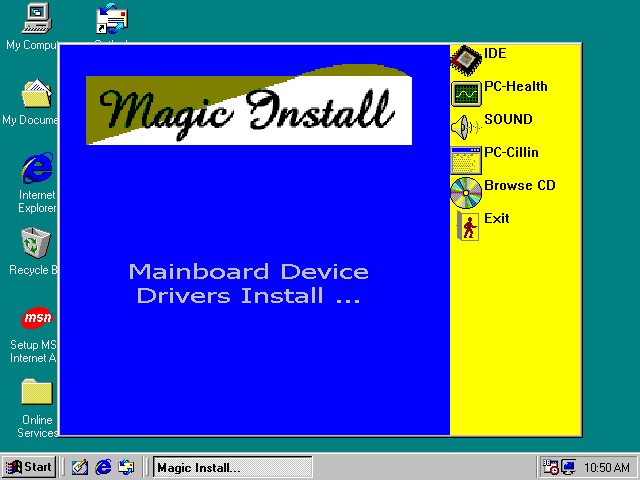 My Compu
Outlook
My Docume
Internet
Explorer
Recycle B
msn
Setup MS
Internet A
Online
Services
Magic Install
Mainboard Device
Drivers Install ...
IDE
PC-Health
SOUND
PC-Cillin
Browse CD
Exit
Start
Magic Install...
10:50 AM